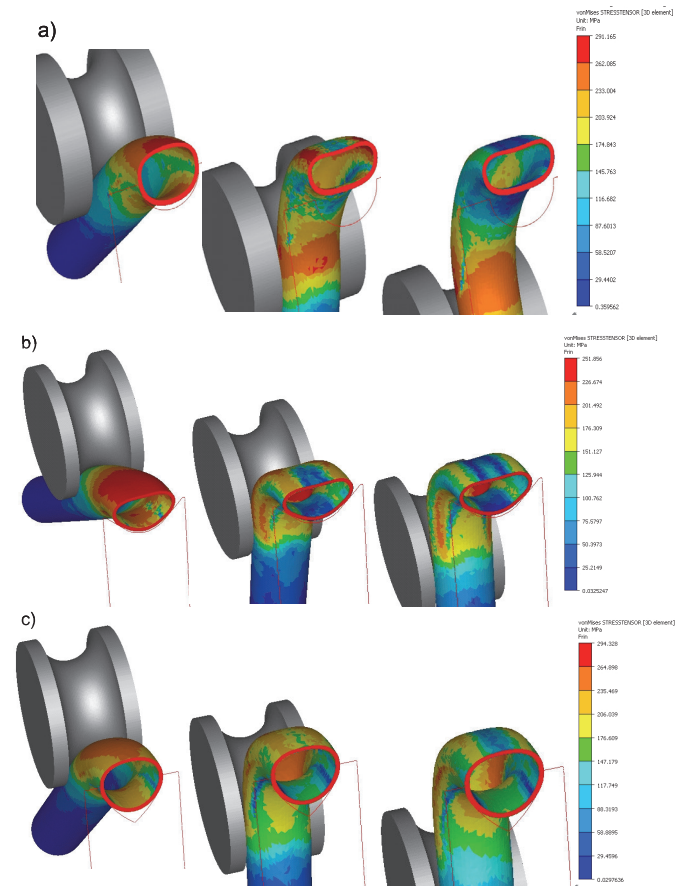 a)
vonMises STRESSTENSOR [3D element]
Unit: MPa
Frin
291.165
262.085
233.004
203.924
174.843
145.763
116.682
87.6013
58.5207
29.4402
0.359562
b)
vonMises STRESSTENSOR [3D element]
Unit: MPa
Frin
251.856
226.674
201.492
176.309
151.127
125.944
100.762
75.5797
50.3973
25.2149
0.0325247
c)
vonMises STRESSTENSOR [3D element]
Unit: MPa
Frin
294.328
264.898
235.469
206.039
176.609
147.179
117.749
88.3193
58.8895
29.4596
0.0297636